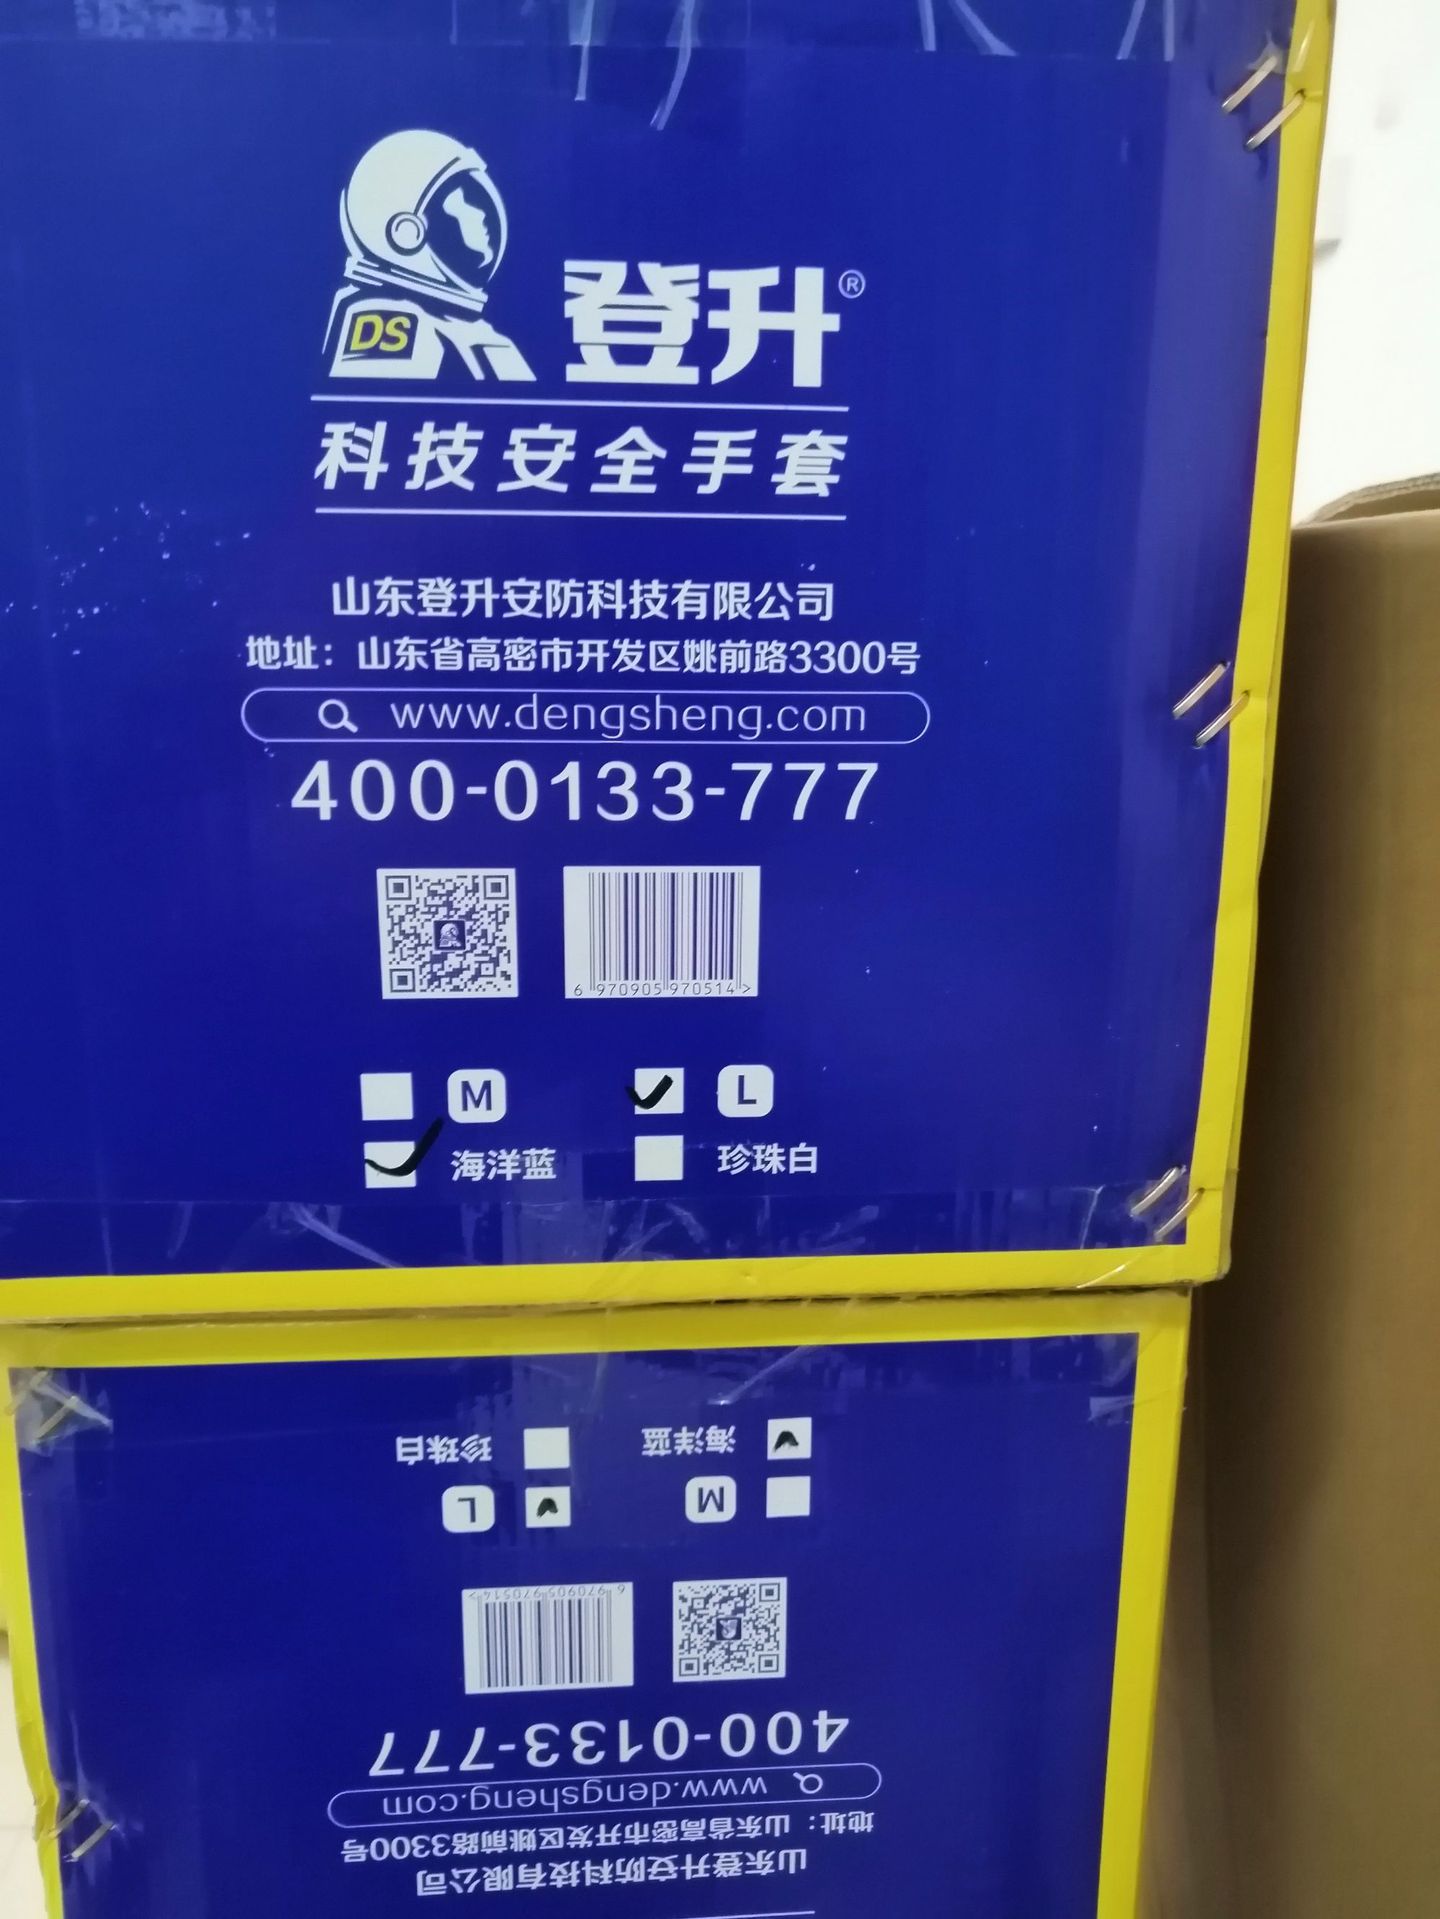 DS
登升®
科技安全手套
山东登升安防科技有限公司
地址：山东省高密市开发区姚前路3300号
www.dengsheng.com
400-0133-777
6 970905 970514 >
M L
海洋蓝 珍珠白
山东登升安防科技有限公司
地址：山东省高密市开发区姚前路3300号
www.dengsheng.com
400-0133-777
6 970905 970514 >
M L
海洋蓝 珍珠白